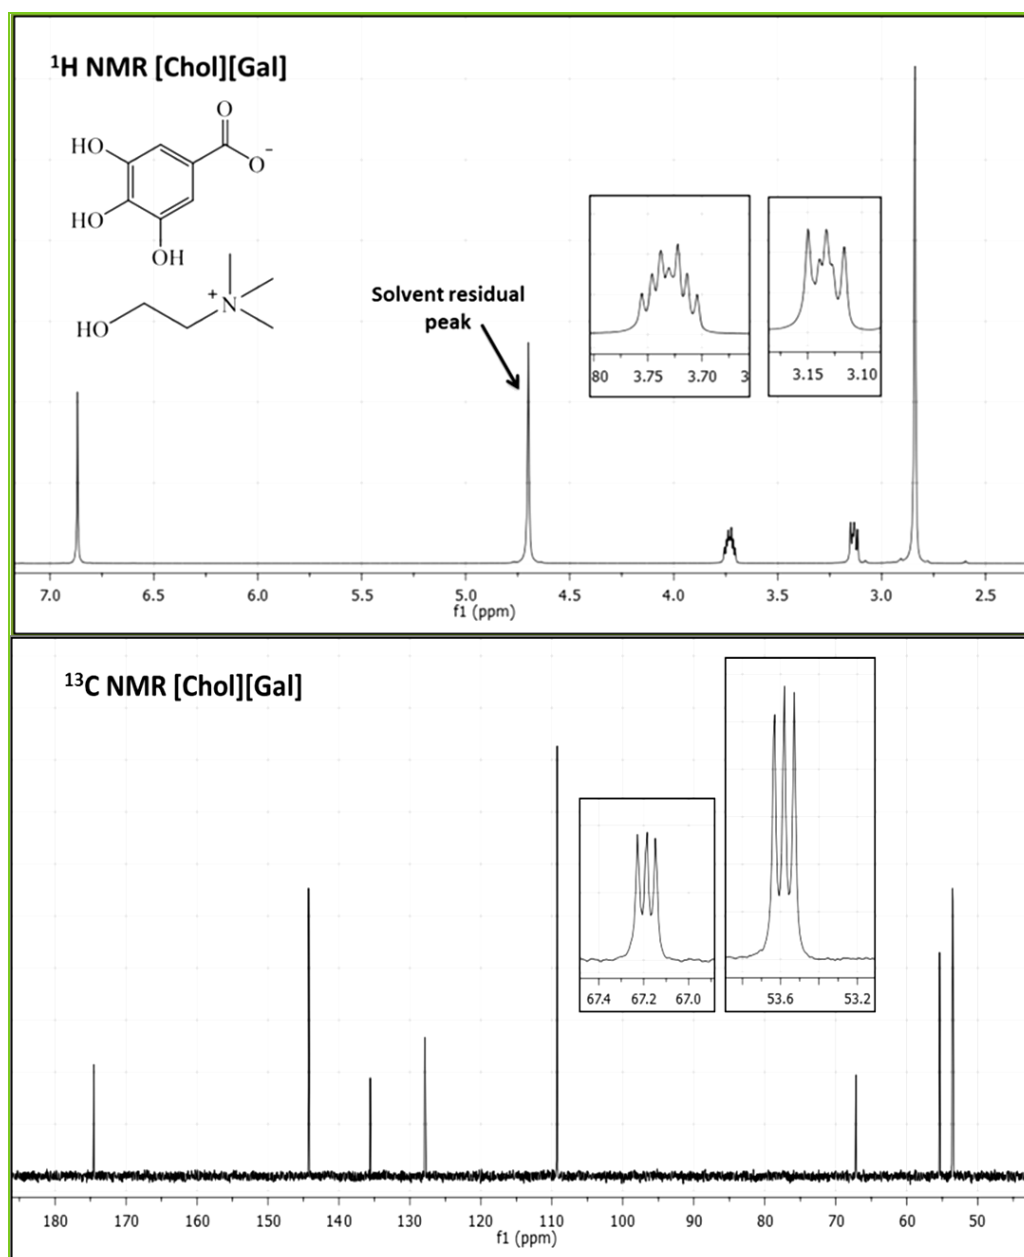 ¹H NMR [Chol][Gal]
O
HO
O⁻
HO
OH
+
N
HO
Solvent residual
peak
80 3.75 3.70 3
3.15 3.10
7.0 6.5 6.0 5.5 5.0 4.5 4.0 3.5 3.0 2.5
f1 (ppm)
¹³C NMR [Chol][Gal]
67.4 67.2 67.0
53.6 53.2
180 170 160 150 140 130 120 110 100 90 80 70 60 50
f1 (ppm)